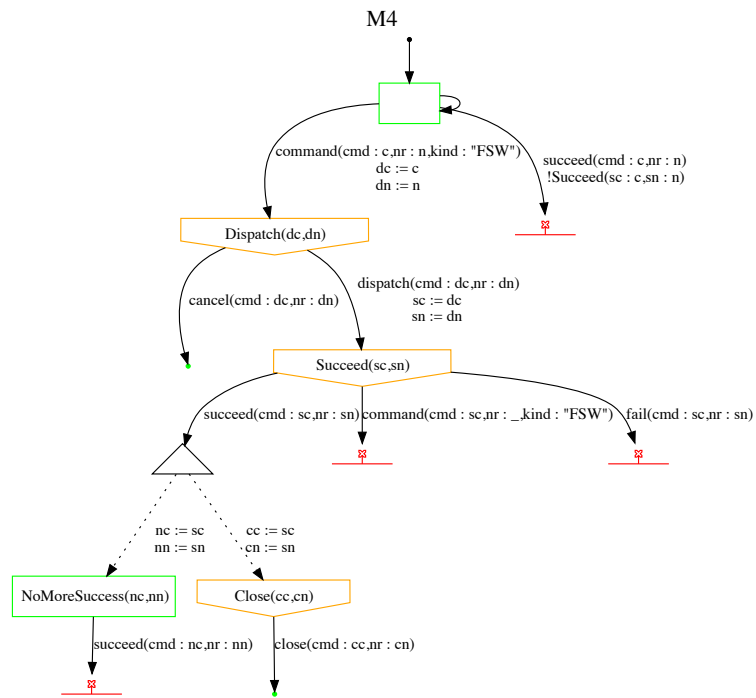 M4
command(cmd : c,nr : n,kind : "FSW")
dc := c
dn := n
succeed(cmd : c,nr : n)
!Succeed(sc : c,sn : n)
Dispatch(dc,dn)
cancel(cmd : dc,nr : dn)
dispatch(cmd : dc,nr : dn)
sc := dc
sn := dn
Succeed(sc,sn)
succeed(cmd : sc,nr : sn)
command(cmd : sc,nr : _,kind : "FSW")
fail(cmd : sc,nr : sn)
nc := sc
nn := sn
cc := sc
cn := sn
NoMoreSuccess(nc,nn)
Close(cc,cn)
succeed(cmd : nc,nr : nn)
close(cmd : cc,nr : cn)